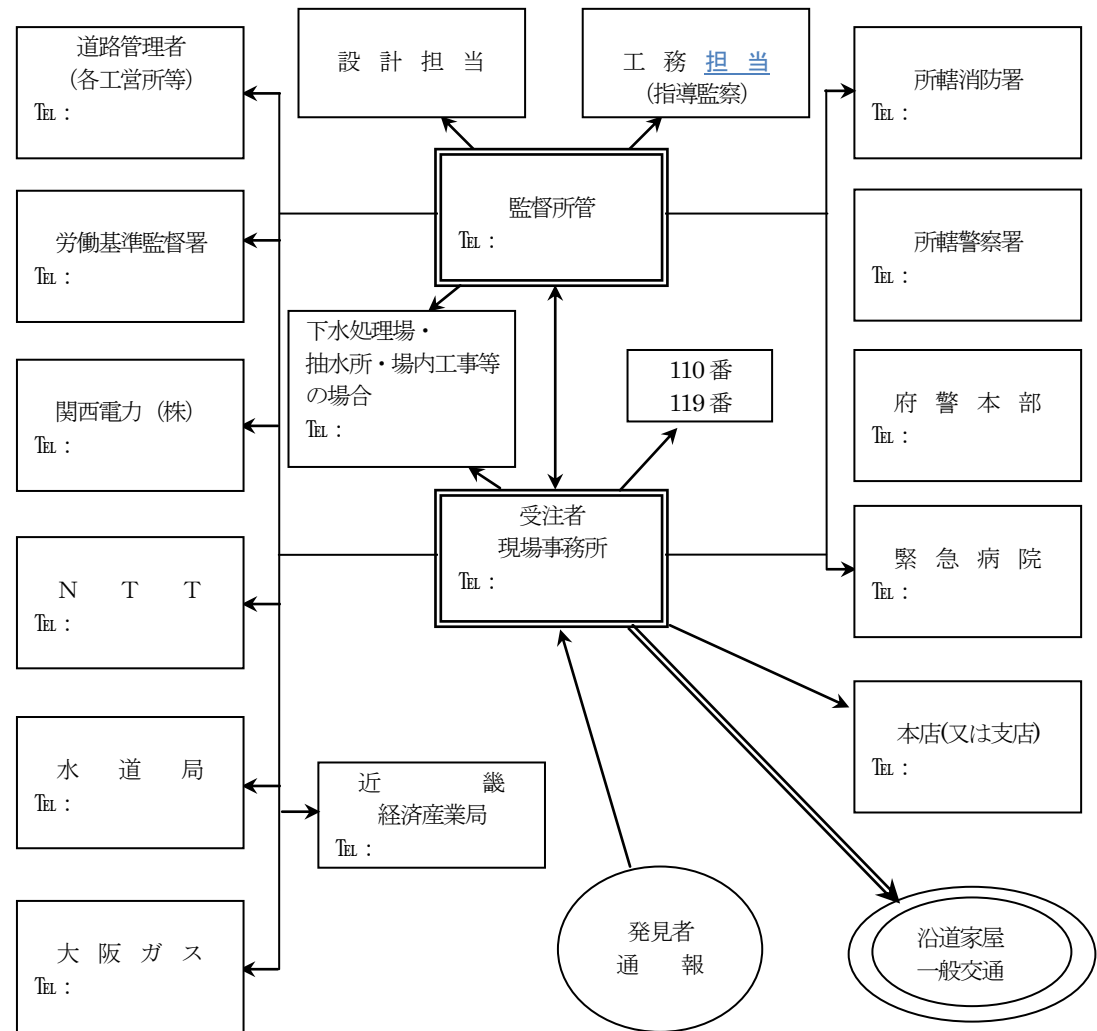 道路管理者
(各工営所等)
℡：
設　計　担　当
工　務　担　当
(指導監察)
所轄消防署
℡：
労働基準監督署
℡：
監督所管
℡：
所轄警察署
℡：
下水処理場・
抽水所・場内工事等
の場合
℡：
110 番
119 番
関西電力（株）
℡：
府　警　本　部
℡：
受注者
現場事務所
℡：
緊　急　病　院
℡：
Ｎ　Ｔ　Ｔ
℡：
水　道　局
℡：
近　畿
経済産業局
℡：
本店(又は支店)
℡：
大　阪　ガ　ス
℡：
発見者
通　報
沿道家屋
一般交通